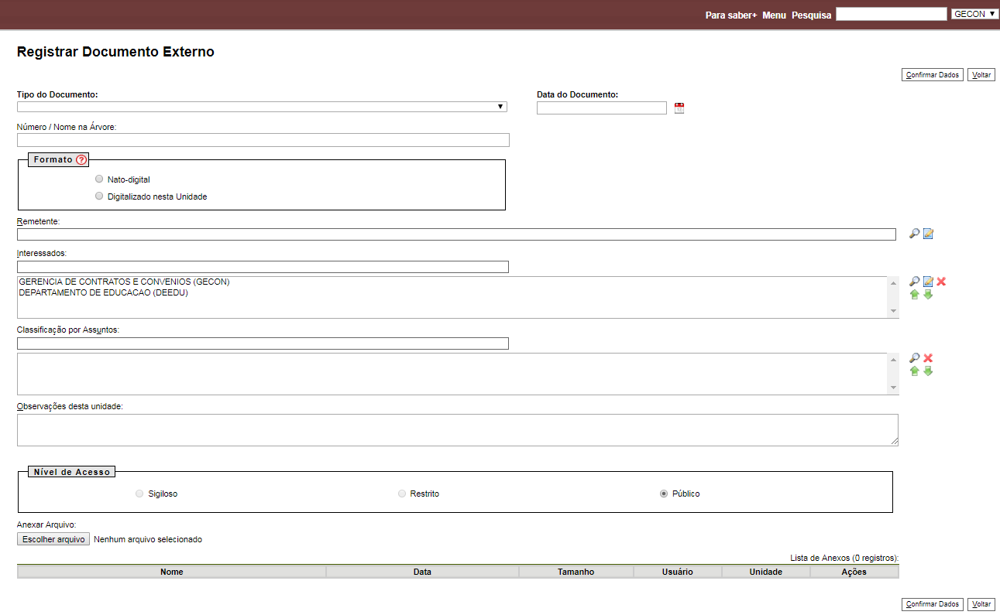 Para saber+ Menu Pesquisa GECON
Registrar Documento Externo
Confirmar Dados Voltar
Tipo do Documento: Data do Documento:
Número / Nome na Árvore:
Formato ?
Nato-digital
Digitalizado nesta Unidade
Remetente:
Interessados:
GERENCIA DE CONTRATOS E CONVENIOS (GECON)
DEPARTAMENTO DE EDUCACAO (DEEDU)
Classificação por Assuntos:
Observações desta unidade:
Nível de Acesso
Sigiloso Restrito Público
Anexar Arquivo:
Escolher arquivo Nenhum arquivo selecionado
Lista de Anexos (0 registros):
Nome Data Tamanho Usuário Unidade Ações
Confirmar Dados Voltar